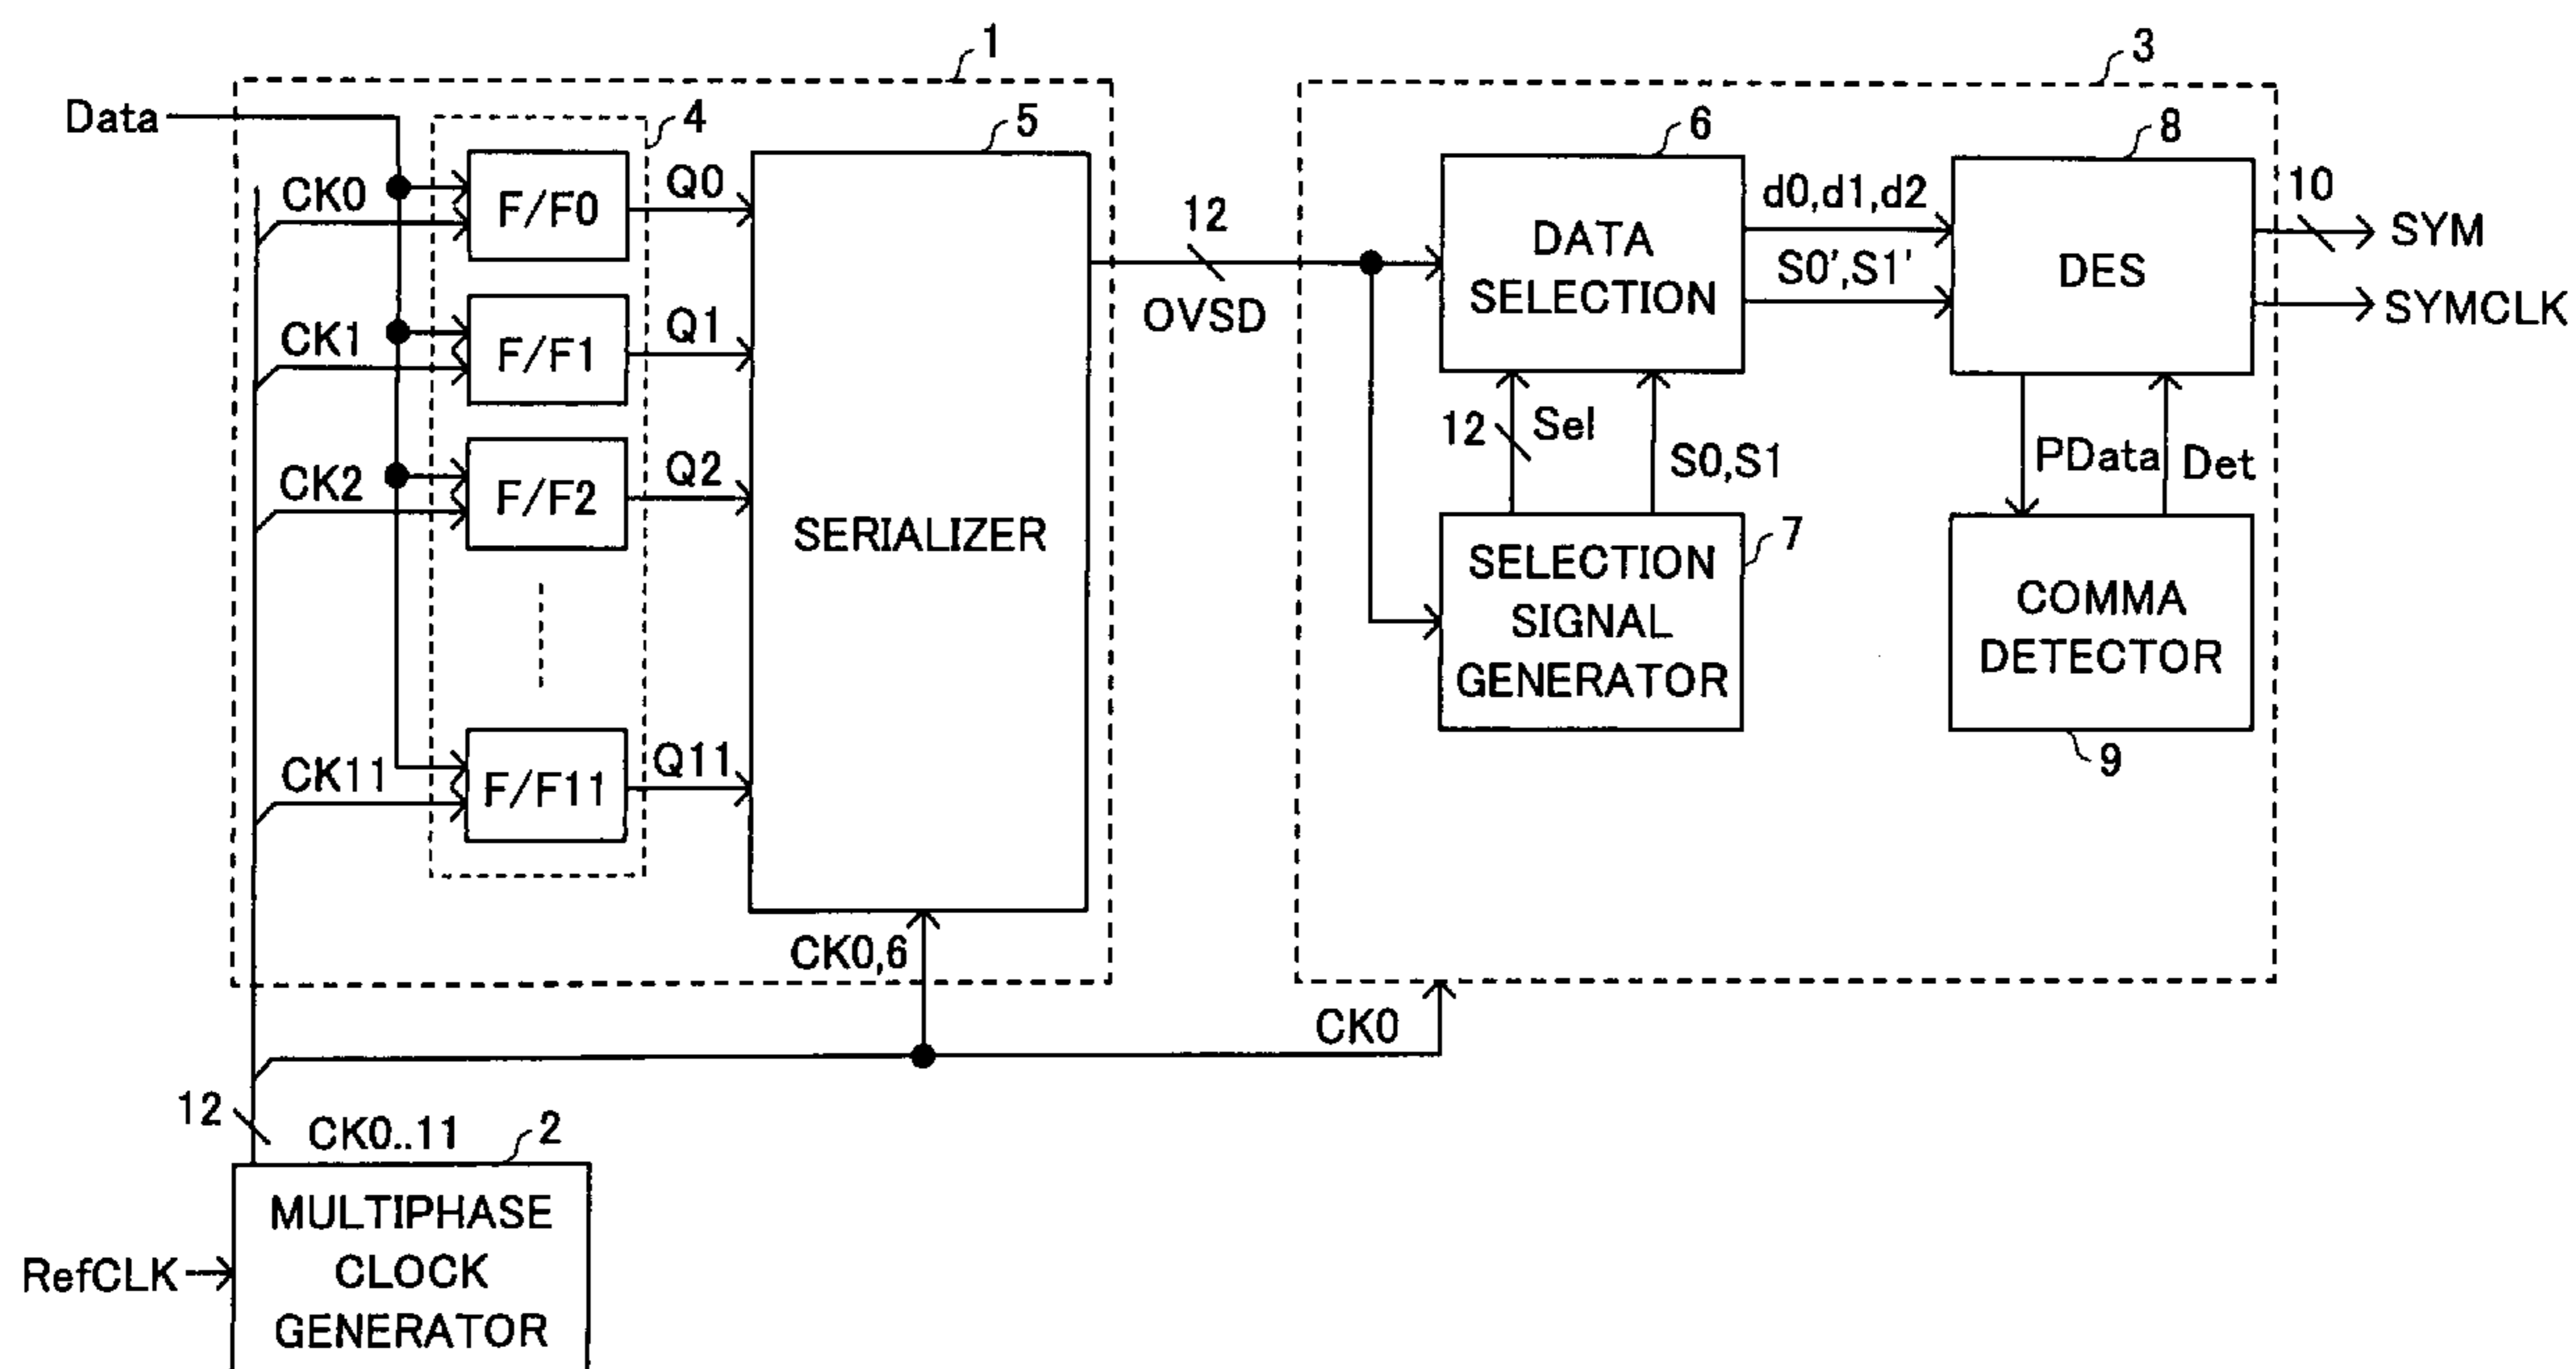 1
3
Data
4
5
6
8
CK0
F/F0
Q0
12
OVSD
DATA
SELECTION
d0,d1,d2
S0',S1'
DES
10
SYM
SYMCLK
CK1
F/F1
Q1
CK2
F/F2
Q2
SERIALIZER
12
Sel
S0,S1
PData
Det
SELECTION
SIGNAL
GENERATOR
7
COMMA
DETECTOR
9
CK11
F/F11
Q11
CK0,6
CK0
12
CK0..11
2
RefCLK
MULTIPHASE
CLOCK
GENERATOR